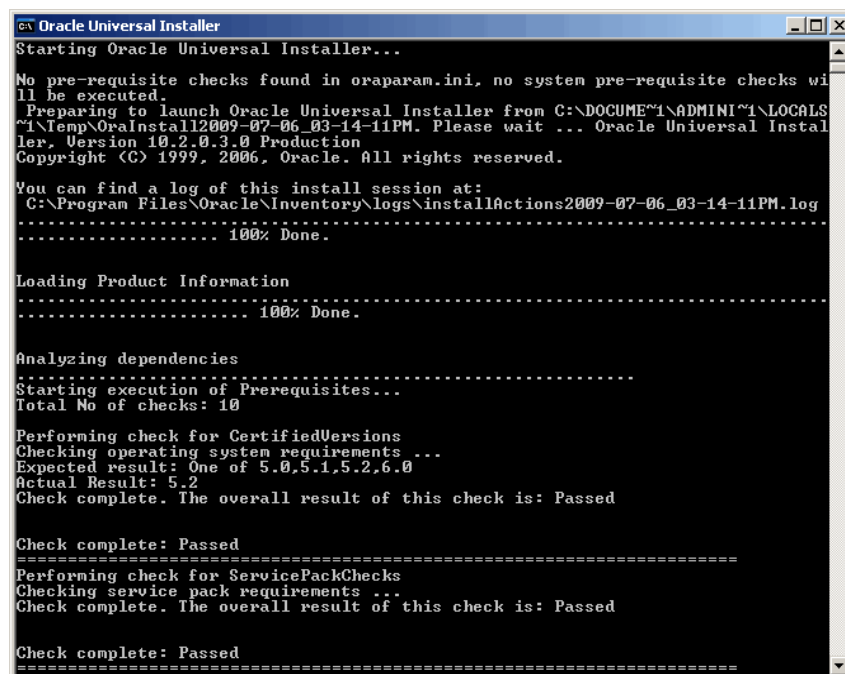 Oracle Universal Installer
Starting Oracle Universal Installer...
No pre-requisite checks found in oraparam.ini, no system pre-requisite checks wi
ll be executed.
 Preparing to launch Oracle Universal Installer from C:\DOCUME~1\ADMINI~1\LOCALS
~1\Temp\OraInstall2009-07-06_03-14-11PM. Please wait ... Oracle Universal Instal
ler, Version 10.2.0.3.0 Production
Copyright (C) 1999, 2006, Oracle. All rights reserved.
You can find a log of this install session at:
 C:\Program Files\Oracle\Inventory\logs\installActions2009-07-06_03-14-11PM.log
...............................................................................
.................... 100% Done.
Loading Product Information
...............................................................................
....................... 100% Done.
Analyzing dependencies
.............................................................
Starting execution of Prerequisites...
Total No of checks: 10
Performing check for CertifiedVersions
Checking operating system requirements ...
Expected result: One of 5.0,5.1,5.2,6.0
Actual Result: 5.2
Check complete. The overall result of this check is: Passed
Check complete: Passed
======================================================================
Performing check for ServicePackChecks
Checking service pack requirements ...
Check complete. The overall result of this check is: Passed
Check complete: Passed
======================================================================